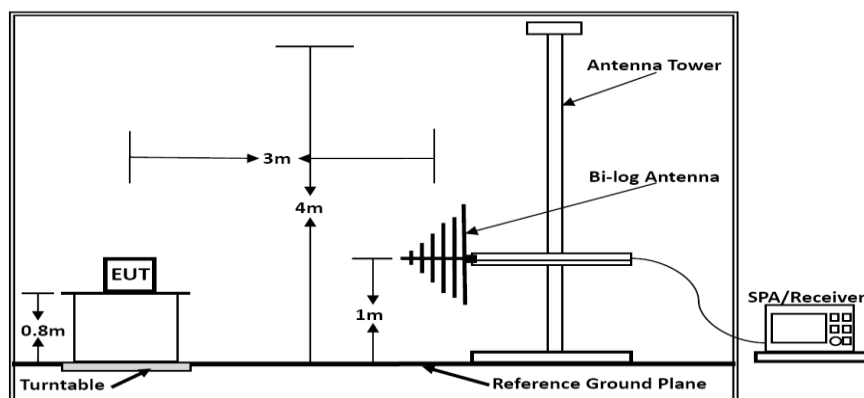 Antenna Tower
3m
Bi-log Antenna
4m
EUT
SPA/Receiver
0.8m
1m
Turntable
Reference Ground Plane